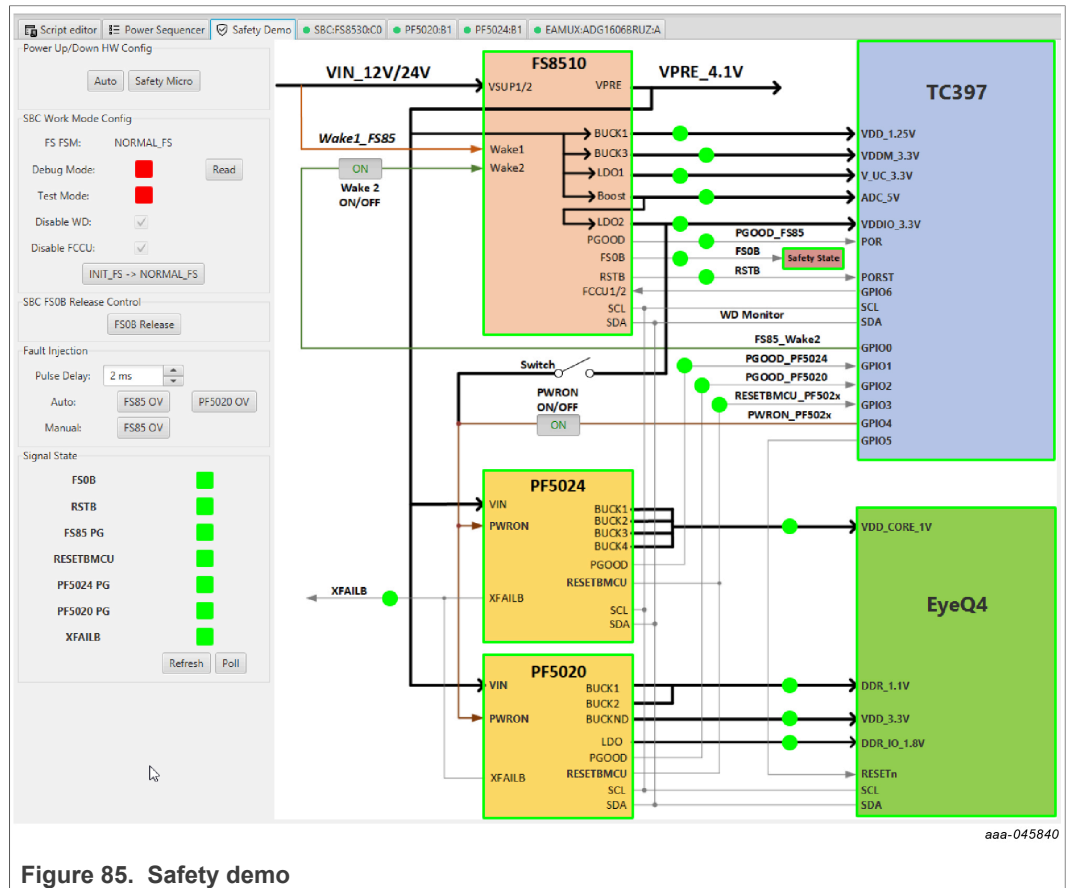 Script editor
Power Sequencer
Safety Demo
SBC:FS8530:C0
PF5020:B1
PF5024:B1
EAMUX:ADG1606BRUZ:A
Power Up/Down HW Config
Auto
Safety Micro
SBC Work Mode Config
FS FSM:
NORMAL_FS
Debug Mode:
Read
Test Mode:
Disable WD:
Disable FCCU:
INIT_FS -> NORMAL_FS
SBC FS0B Release Control
FS0B Release
Fault Injection
Pulse Delay:
2 ms
Auto:
FS85 OV
PF5020 OV
Manual:
FS85 OV
Signal State
FS0B
RSTB
FS85 PG
RESETBMCU
PF5024 PG
PF5020 PG
XFAILB
Refresh
Poll
VIN_12V/24V
Wake1_FS85
ON
Wake 2
ON/OFF
FS8510
VSUP1/2
VPRE
Wake1
Wake2
BUCK1
BUCK3
LDO1
Boost
LDO2
PGOOD
FS0B
RSTB
FCCU1/2
SCL
SDA
VPRE_4.1V
PGOOD_FS85
FS0B
Safety State
RSTB
WD Monitor
FS85_Wake2
PGOOD_PF5024
PGOOD_PF5020
RESETBMCU_PF502x
PWRON_PF502x
Switch
PWRON
ON/OFF
ON
TC397
VDD_1.25V
VDDM_3.3V
V_UC_3.3V
ADC_5V
VDDIO_3.3V
POR
PORST
GPIO6
SCL
SDA
GPIO0
GPIO1
GPIO2
GPIO3
GPIO4
GPIO5
PF5024
VIN
PWRON
XFAILB
BUCK1
BUCK2
BUCK3
BUCK4
PGOOD
RESETBMCU
SCL
SDA
XFAILB
PF5020
VIN
PWRON
XFAILB
BUCK1
BUCK2
BUCKND
LDO
PGOOD
RESETBMCU
SCL
SDA
EyeQ4
VDD_CORE_1V
DDR_1.1V
VDD_3.3V
DDR_IO_1.8V
RESETn
SCL
SDA
aaa-045840
Figure 85. Safety demo